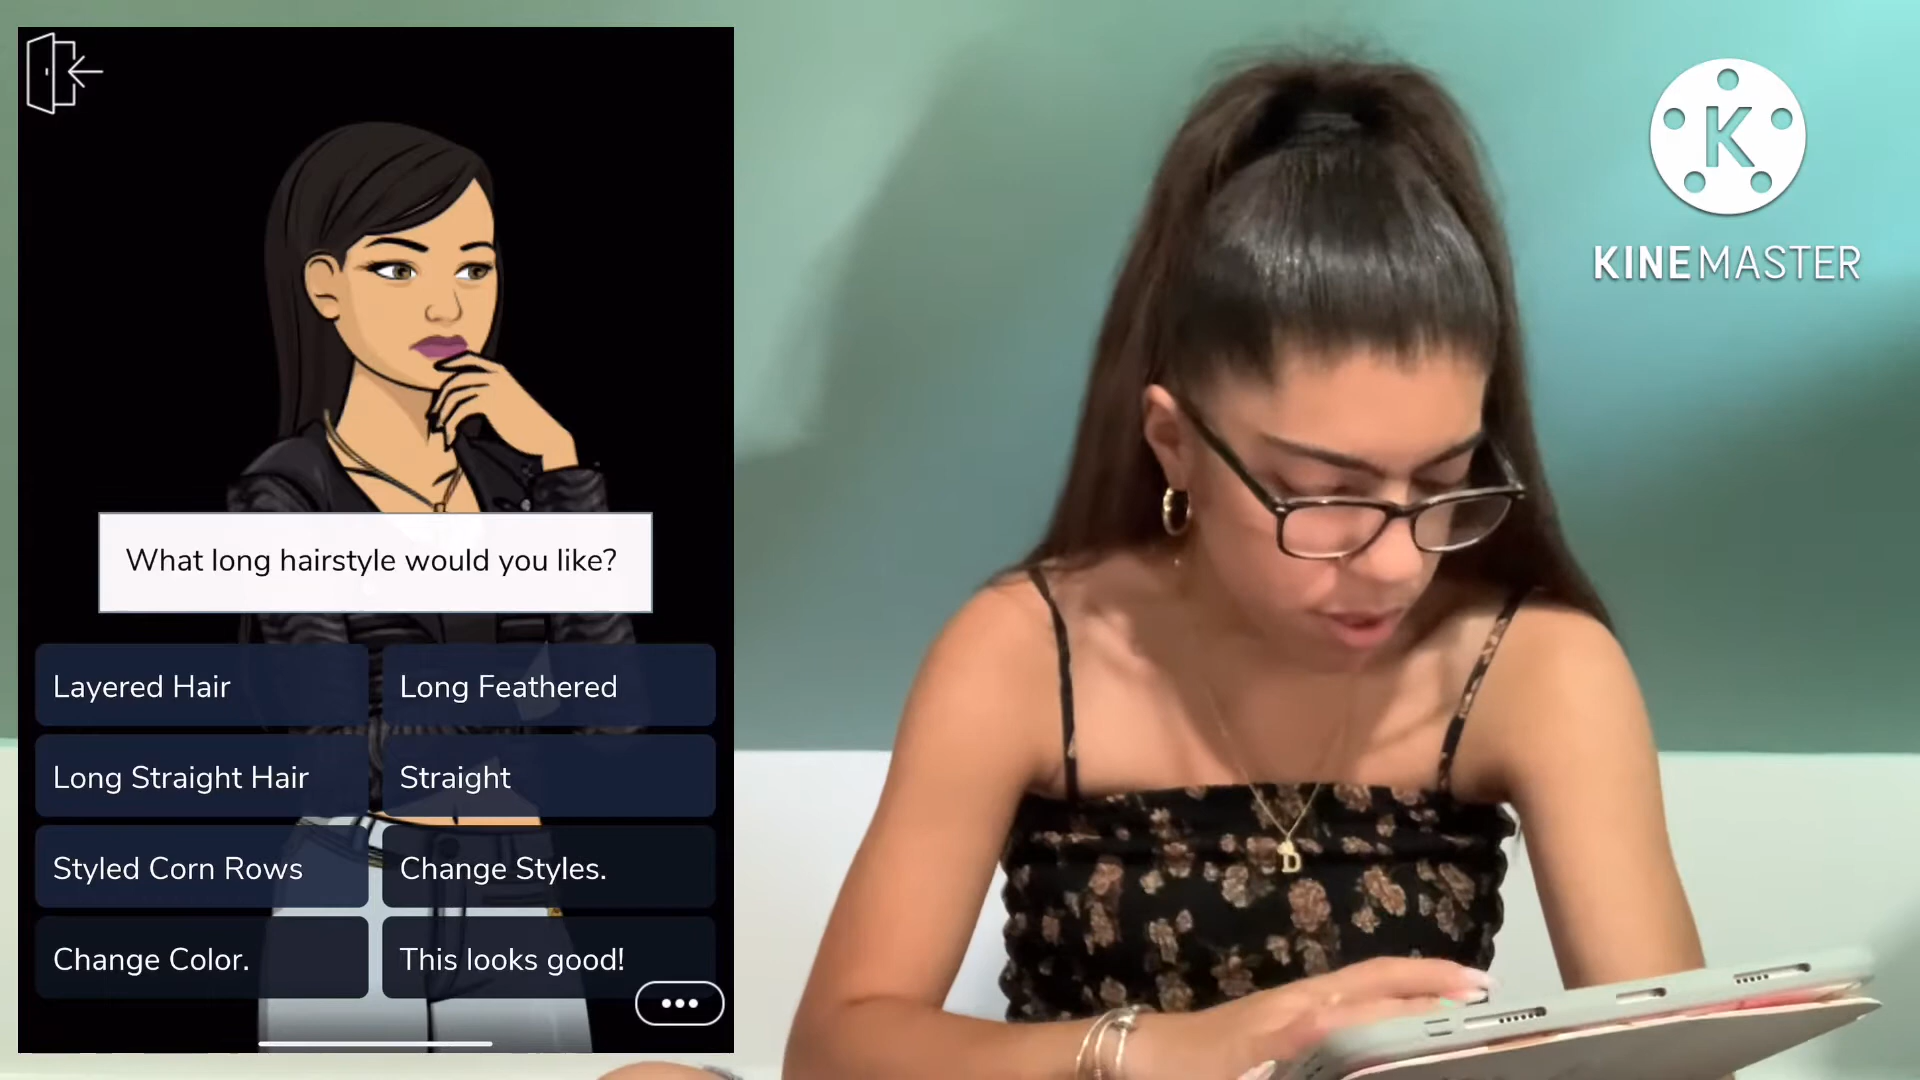 What long hairstyle would you like?
Layered Hair
Long Feathered
Long Straight Hair
Straight
Styled Corn Rows
Change Styles.
Change Color.
This looks good!
K
KINEMASTER
D